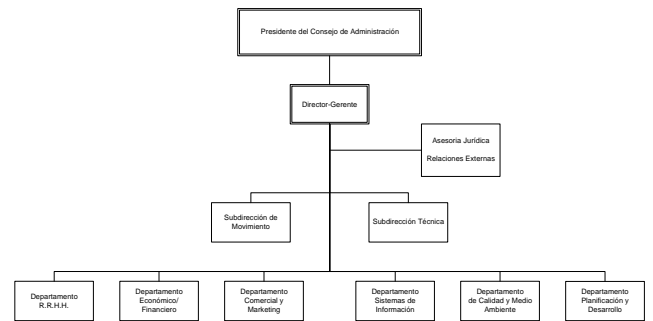 Presidente del Consejo de Administración
Director-Gerente
Asesoria Jurídica
Relaciones Externas
Subdirección de
Movimiento
Subdirección Técnica
Departamento
R.R.H.H.
Departamento
Económico/
Financiero
Departamento
Comercial y
Marketing
Departamento
Sistemas de
Información
Departamento
de Calidad y Medio
Ambiente
Departamento
Planificación y
Desarrollo